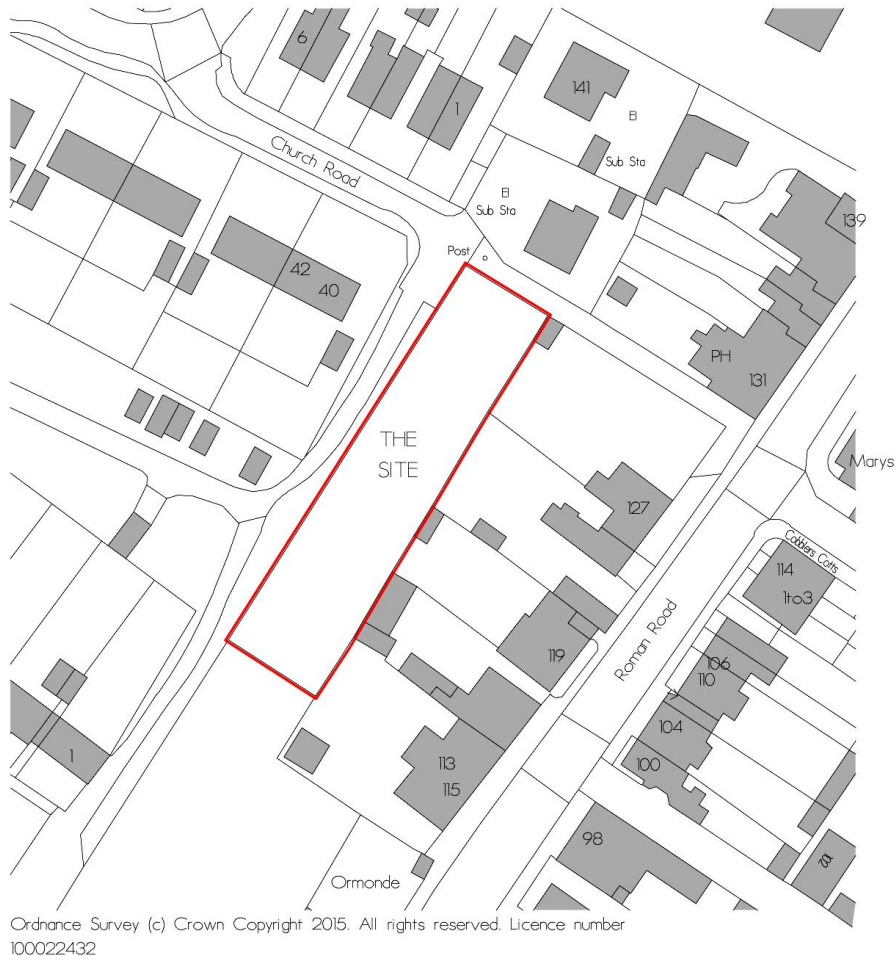 6
1
141
El
Sub Sta
Church Road
El
Sub Sta
139
Post
42
40
PH
131
THE
SITE
Marys
127
Cobblers Cotts
114
1to3
Roman Road
119
106
110
104
100
1
113
115
98
102
Ormonde
Ordnance Survey (c) Crown Copyright 2015. All rights reserved. Licence number
100022432